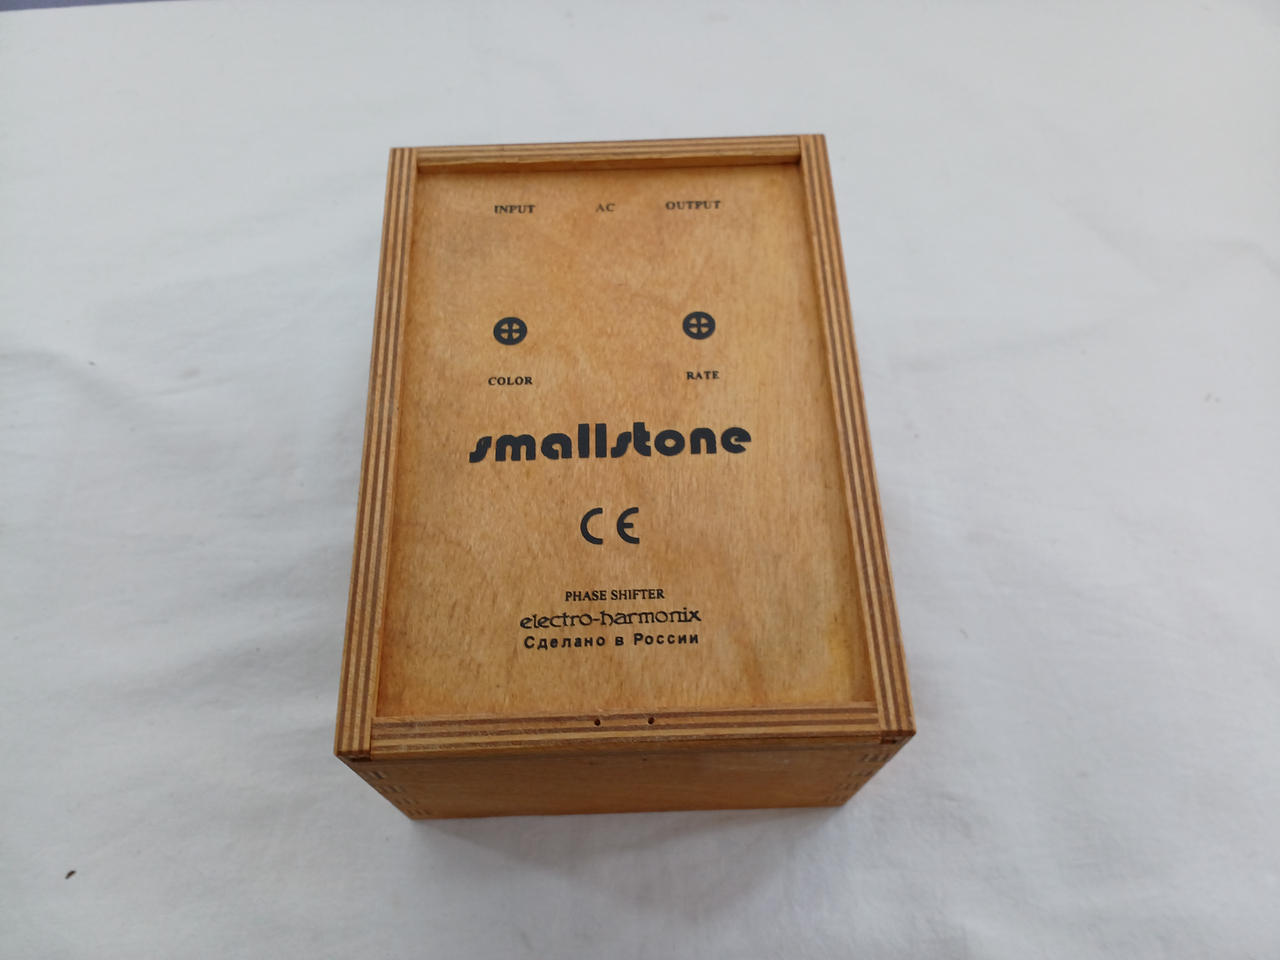 INPUT AC OUTPUT
COLOR RATE
smallstone
CE
PHASE SHIFTER
electro-harmonix
Сделано в России